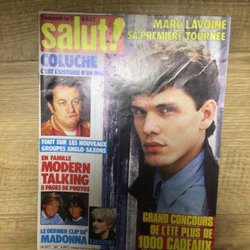 salut!
MARC LAVOINE
SA PREMIERE TOURNÉE
COLUCHE
C'EST L'HISTOIRE D'UN MEC
TOUT SUR LES NOUVEAUX
GROUPES ANGLO-SAXONS
EN FAMILLE
MODERN
TALKING
8 PAGES DE PHOTOS
LE DERNIER CLIP DE
MADONNA
GRAND CONCOURS
DE L'ÉTÉ PLUS DE
1000 CADEAUX